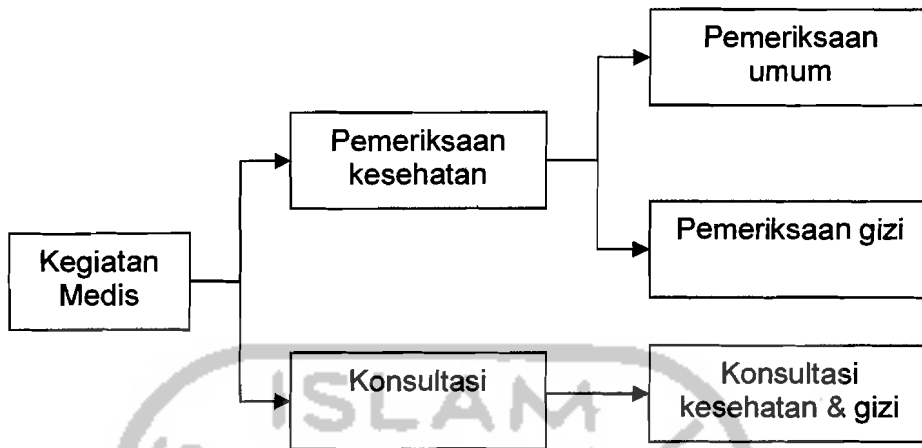 Pemeriksaan
umum
Pemeriksaan
kesehatan
Pemeriksaan gizi
Kegiatan
Medis
Konsultasi
Konsultasi
kesehatan & gizi
ISLAM